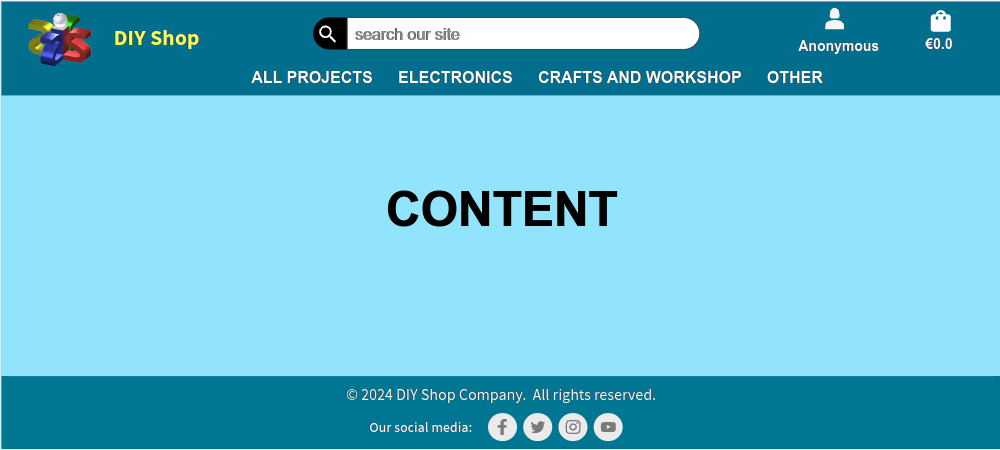 DIY Shop
search our site
Anonymous
€0.0
ALL PROJECTS ELECTRONICS CRAFTS AND WORKSHOP OTHER
CONTENT
© 2024 DIY Shop Company. All rights reserved.
Our social media: